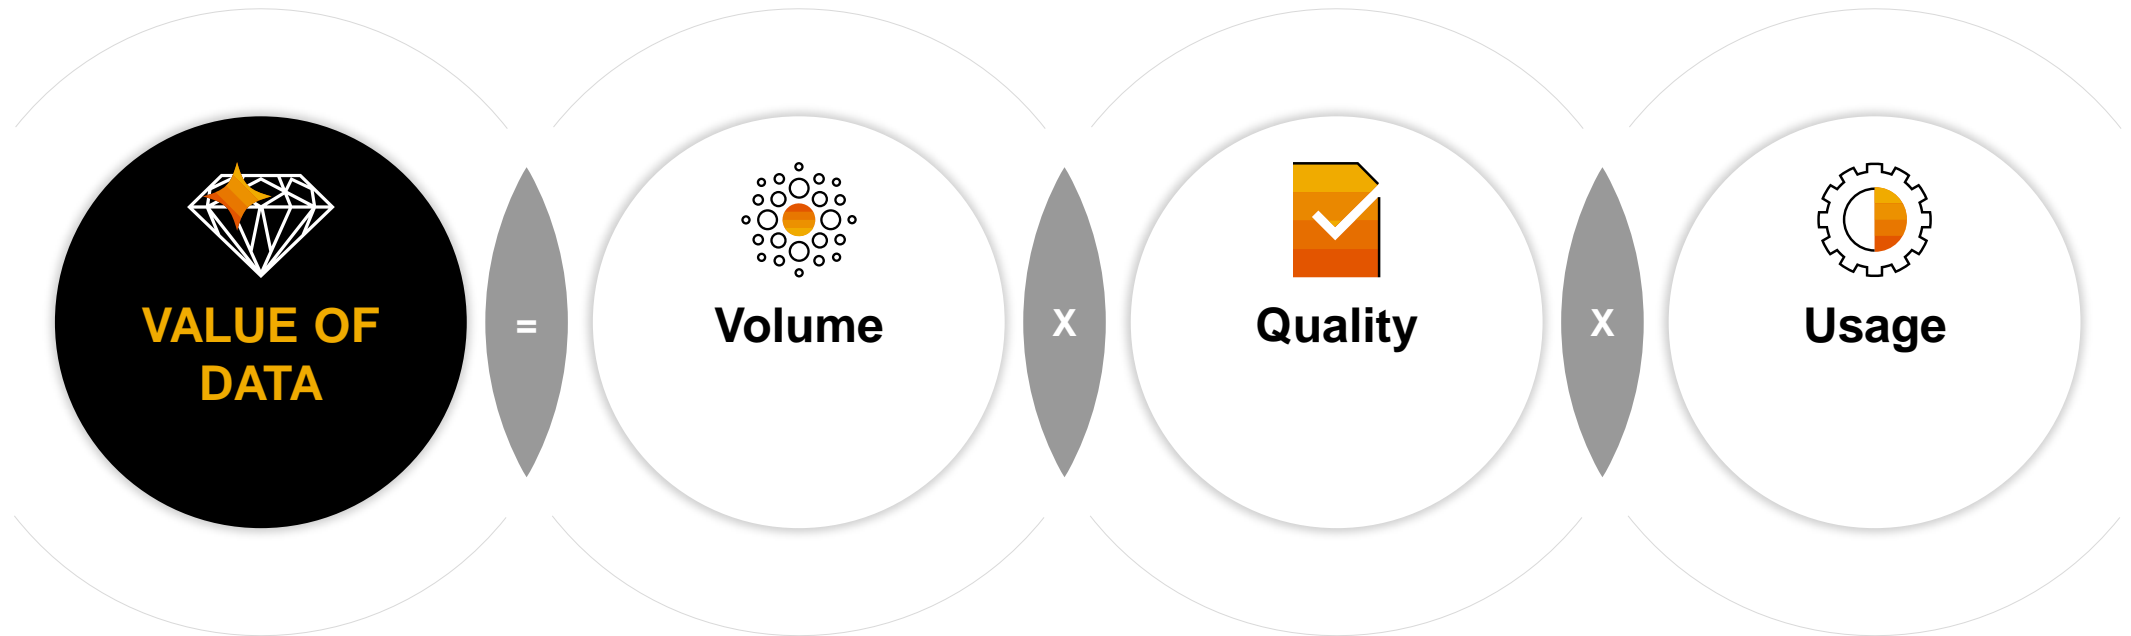 VALUE OF
DATA
=
Volume
X
Quality
X
Usage